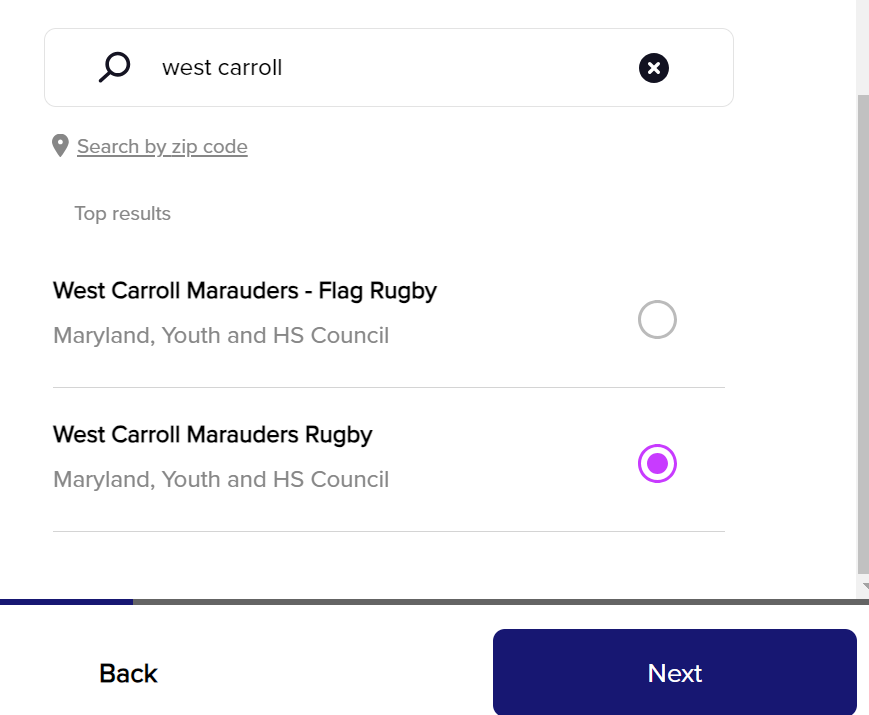 west carroll
Search by zip code
Top results
West Carroll Marauders - Flag Rugby
Maryland, Youth and HS Council
West Carroll Marauders Rugby
Maryland, Youth and HS Council
Back
Next